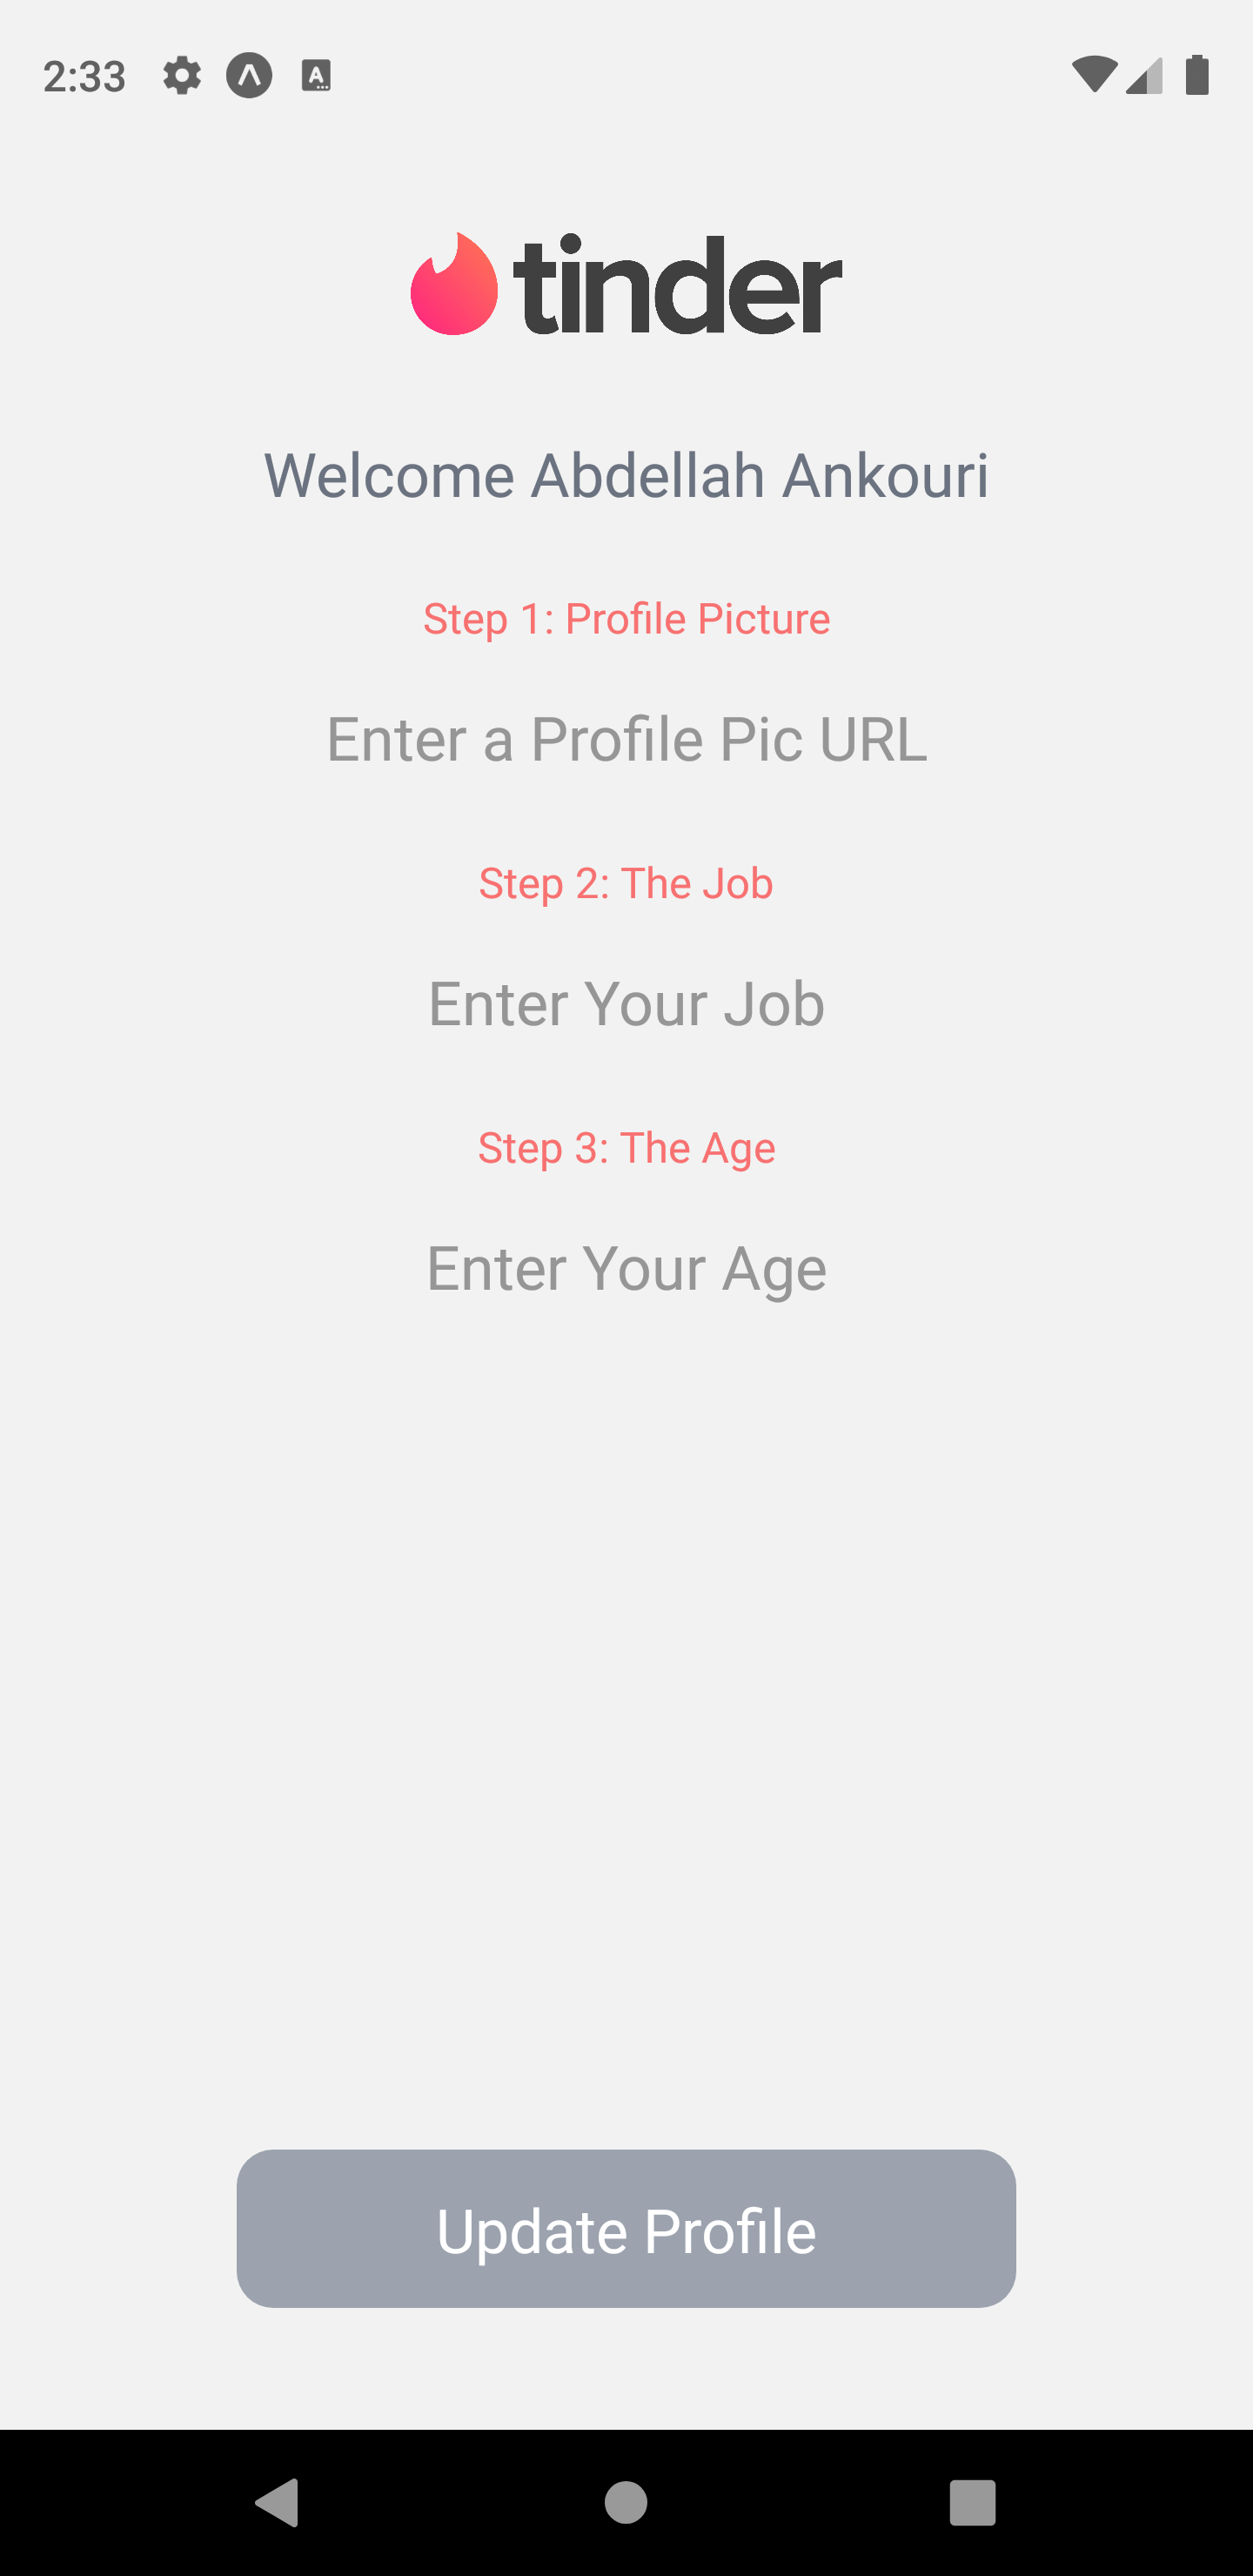 2:33
tinder
Welcome Abdellah Ankouri
Step 1: Profile Picture
Enter a Profile Pic URL
Step 2: The Job
Enter Your Job
Step 3: The Age
Enter Your Age
Update Profile